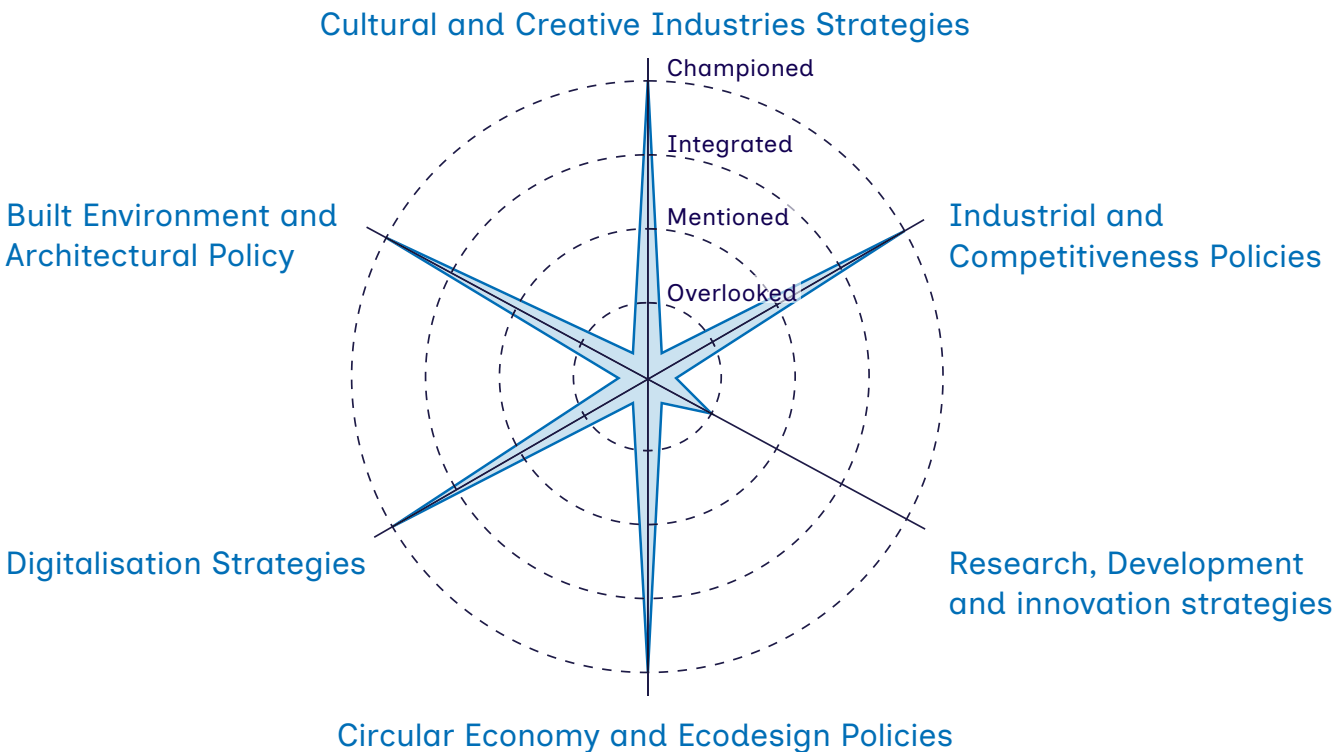 Cultural and Creative Industries Strategies
Championed
Integrated
Mentioned
Overlooked
Built Environment and
Architectural Policy
Industrial and
Competitiveness Policies
Digitalisation Strategies
Research, Development
and innovation strategies
Circular Economy and Ecodesign Policies